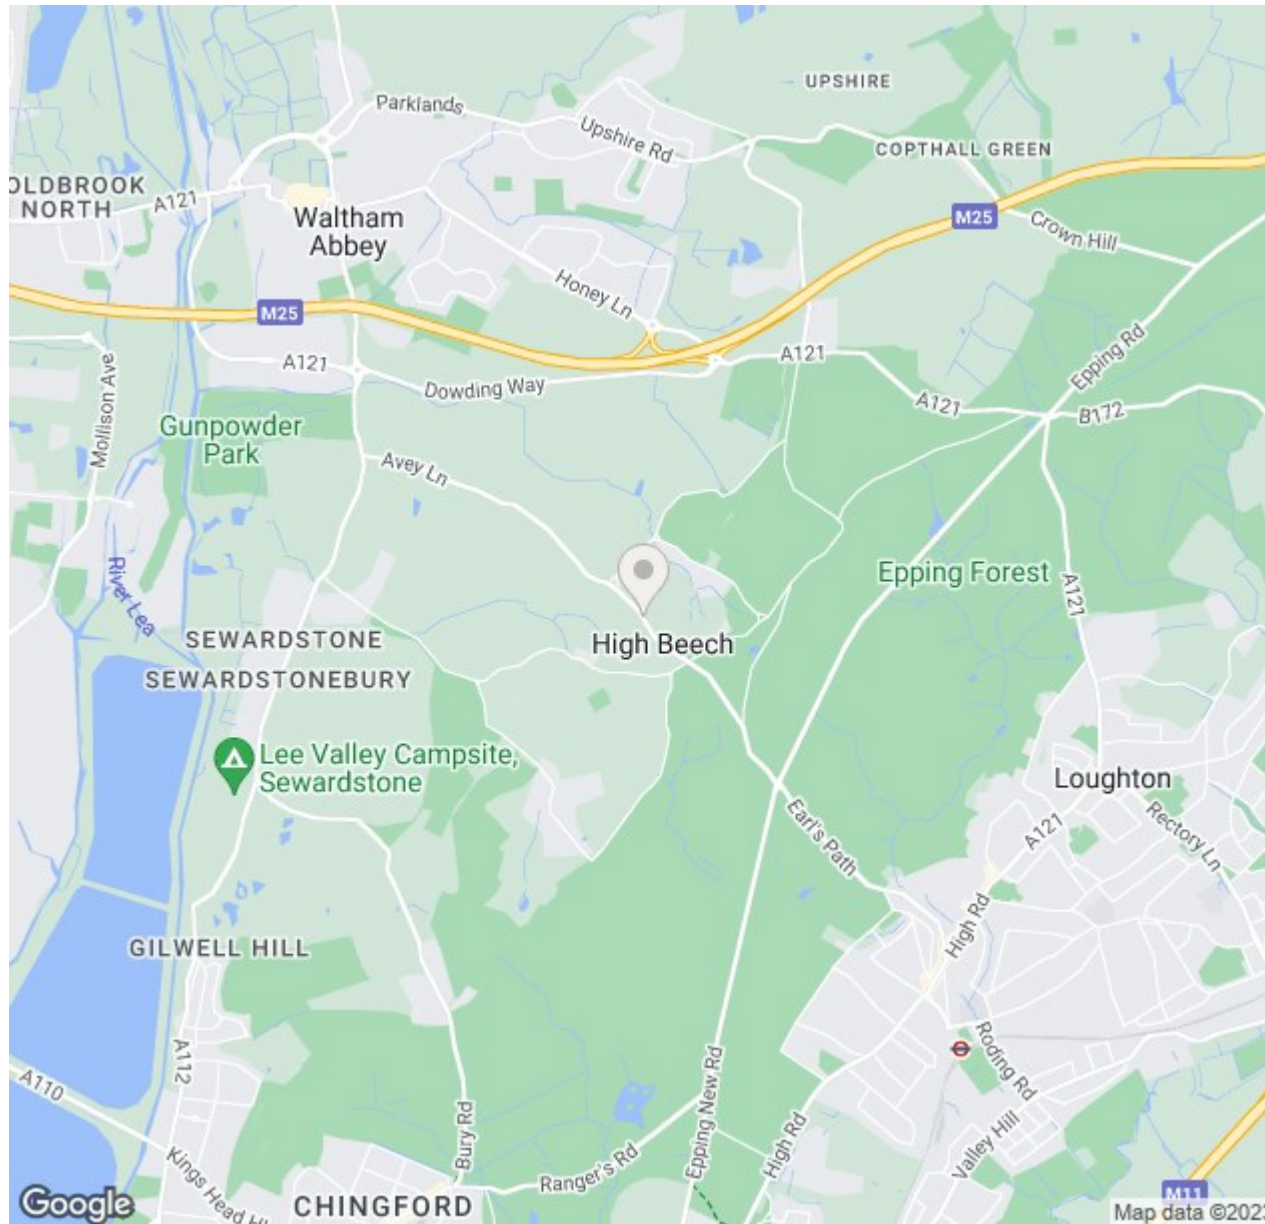 UPSHIRE
Parklands
Upshire Rd
COPTHALL GREEN
OLDBROOK
NORTH
A121
Waltham
Abbey
M25
Crown Hill
Honey Ln
M25
A121
A121
Epping Rd
Mollison Ave
Dowding Way
A121
B172
Gunpowder
Park
Avey Ln
River Lea
Epping Forest
A121
SEWARDSTONE
High Beech
SEWARDSTONEBURY
Lee Valley Campsite,
Sewardstone
Loughton
Earl's Path
A121
Rectory Ln
High Rd
GILWELL HILL
A112
A110
Roding Rd
Epping New Rd
Bury Rd
High Rd
Valley Hill
Kings Head
Ranger's Rd
CHINGFORD
M11
Google
Map data ©2023